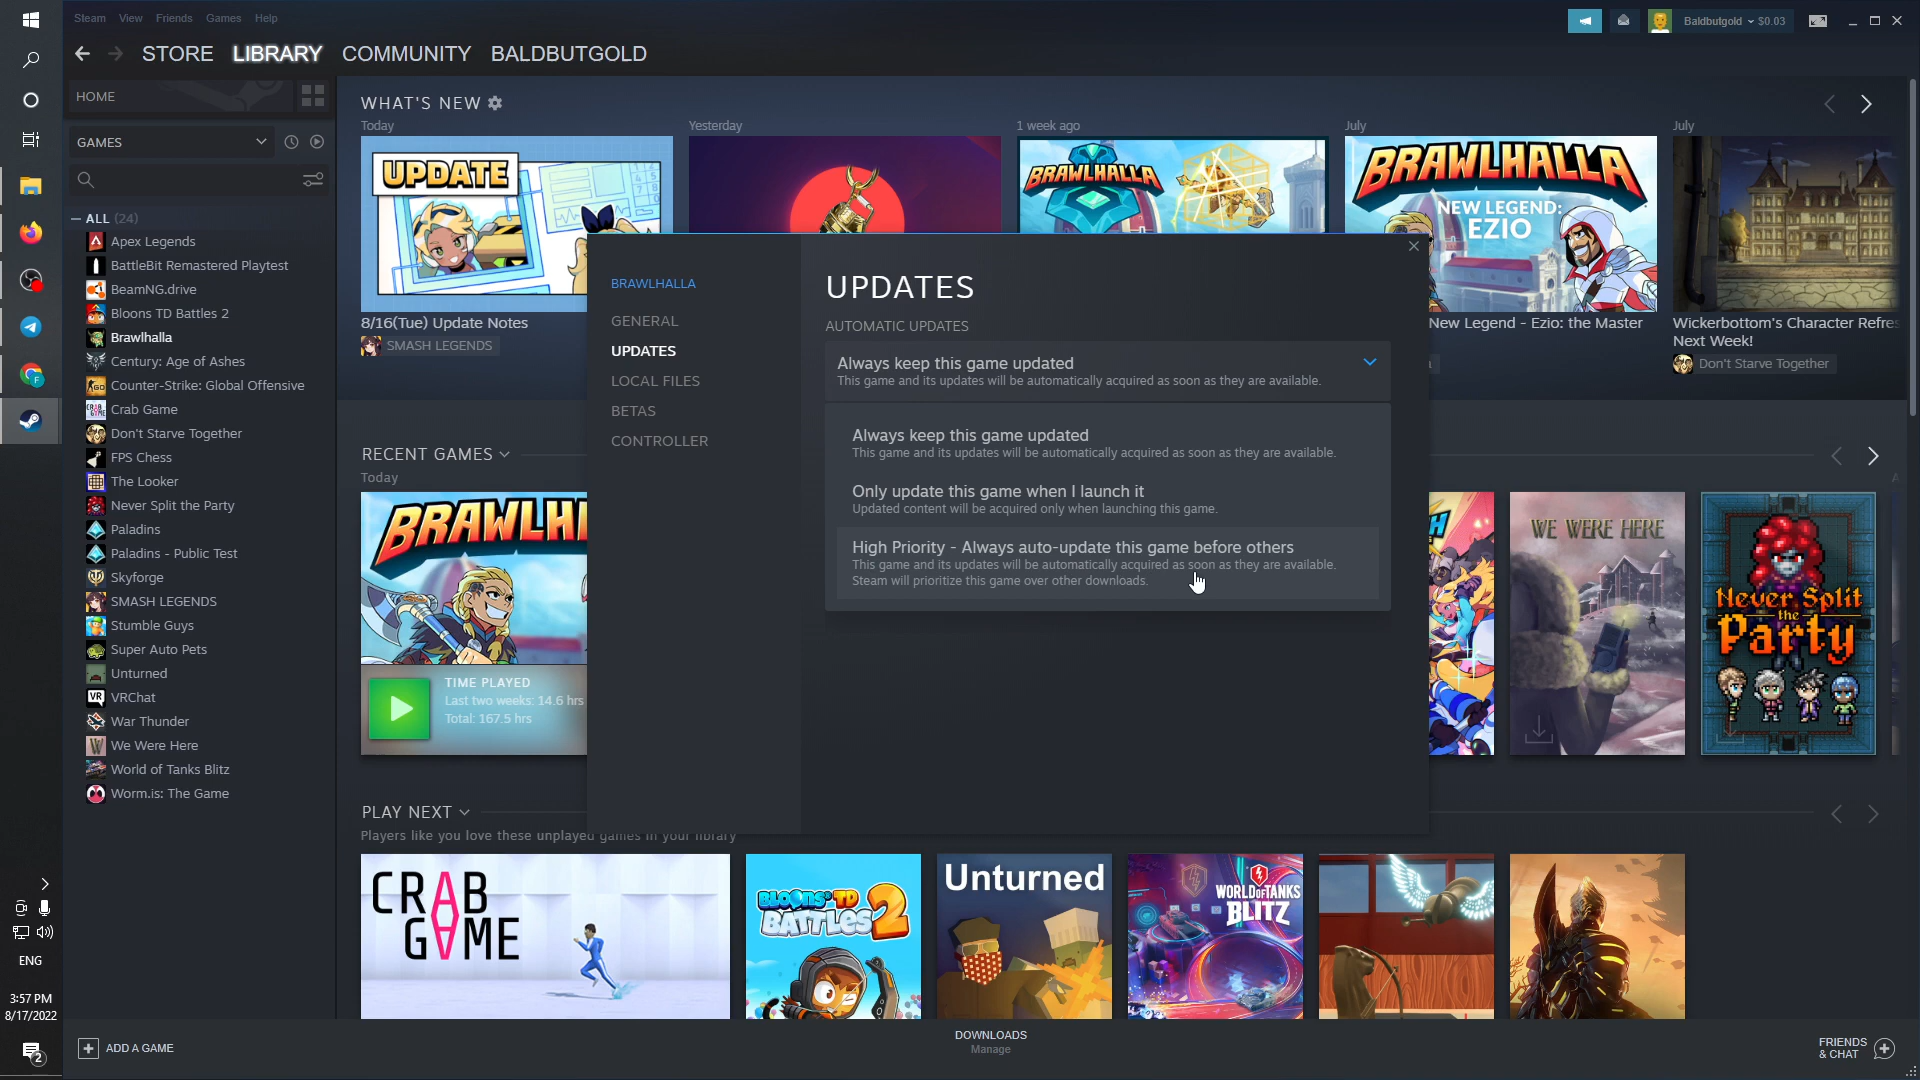 Steam View Friends Games Help
Baldbutgold $0.03
STORE LIBRARY COMMUNITY BALDBUTGOLD
HOME
GAMES
ALL (24)
Apex Legends
BattleBit Remastered Playtest
BeamNG.drive
Bloons TD Battles 2
Brawlhalla
Century: Age of Ashes
Counter-Strike: Global Offensive
Crab Game
Don't Starve Together
FPS Chess
The Looker
Never Split the Party
Paladins
Paladins - Public Test
Skyforge
SMASH LEGENDS
Stumble Guys
Super Auto Pets
Unturned
VRChat
War Thunder
We Were Here
World of Tanks Blitz
Worm.is: The Game
WHAT'S NEW
Today
Yesterday
1 week ago
July
July
UPDATE
BRAWLHALLA
BRAWLHALLA
NEW LEGEND:
EZIO
8/16(Tue) Update Notes
SMASH LEGENDS
New Legend - Ezio: the Master
Wickerbottom's Character Refres
Next Week!
Don't Starve Together
BRAWLHALLA
GENERAL
UPDATES
LOCAL FILES
BETAS
CONTROLLER
UPDATES
AUTOMATIC UPDATES
Always keep this game updated
This game and its updates will be automatically acquired as soon as they are available.
Always keep this game updated
This game and its updates will be automatically acquired as soon as they are available.
Only update this game when I launch it
Updated content will be acquired only when launching this game.
High Priority - Always auto-update this game before others
This game and its updates will be automatically acquired as soon as they are available.
Steam will prioritize this game over other downloads.
RECENT GAMES
Today
BRAWLH
TIME PLAYED
Last two weeks: 14.6 hrs
Total: 167.5 hrs
WE WERE HERE
Never Split
the
Party
PLAY NEXT
Players like you love these unplayed games in your library
CRAB
GAME
BLOONS TD
BATTLES 2
Unturned
WORLD OF TANKS
BLITZ
ENG
3:57 PM
8/17/2022
2
ADD A GAME
DOWNLOADS
Manage
FRIENDS
& CHAT